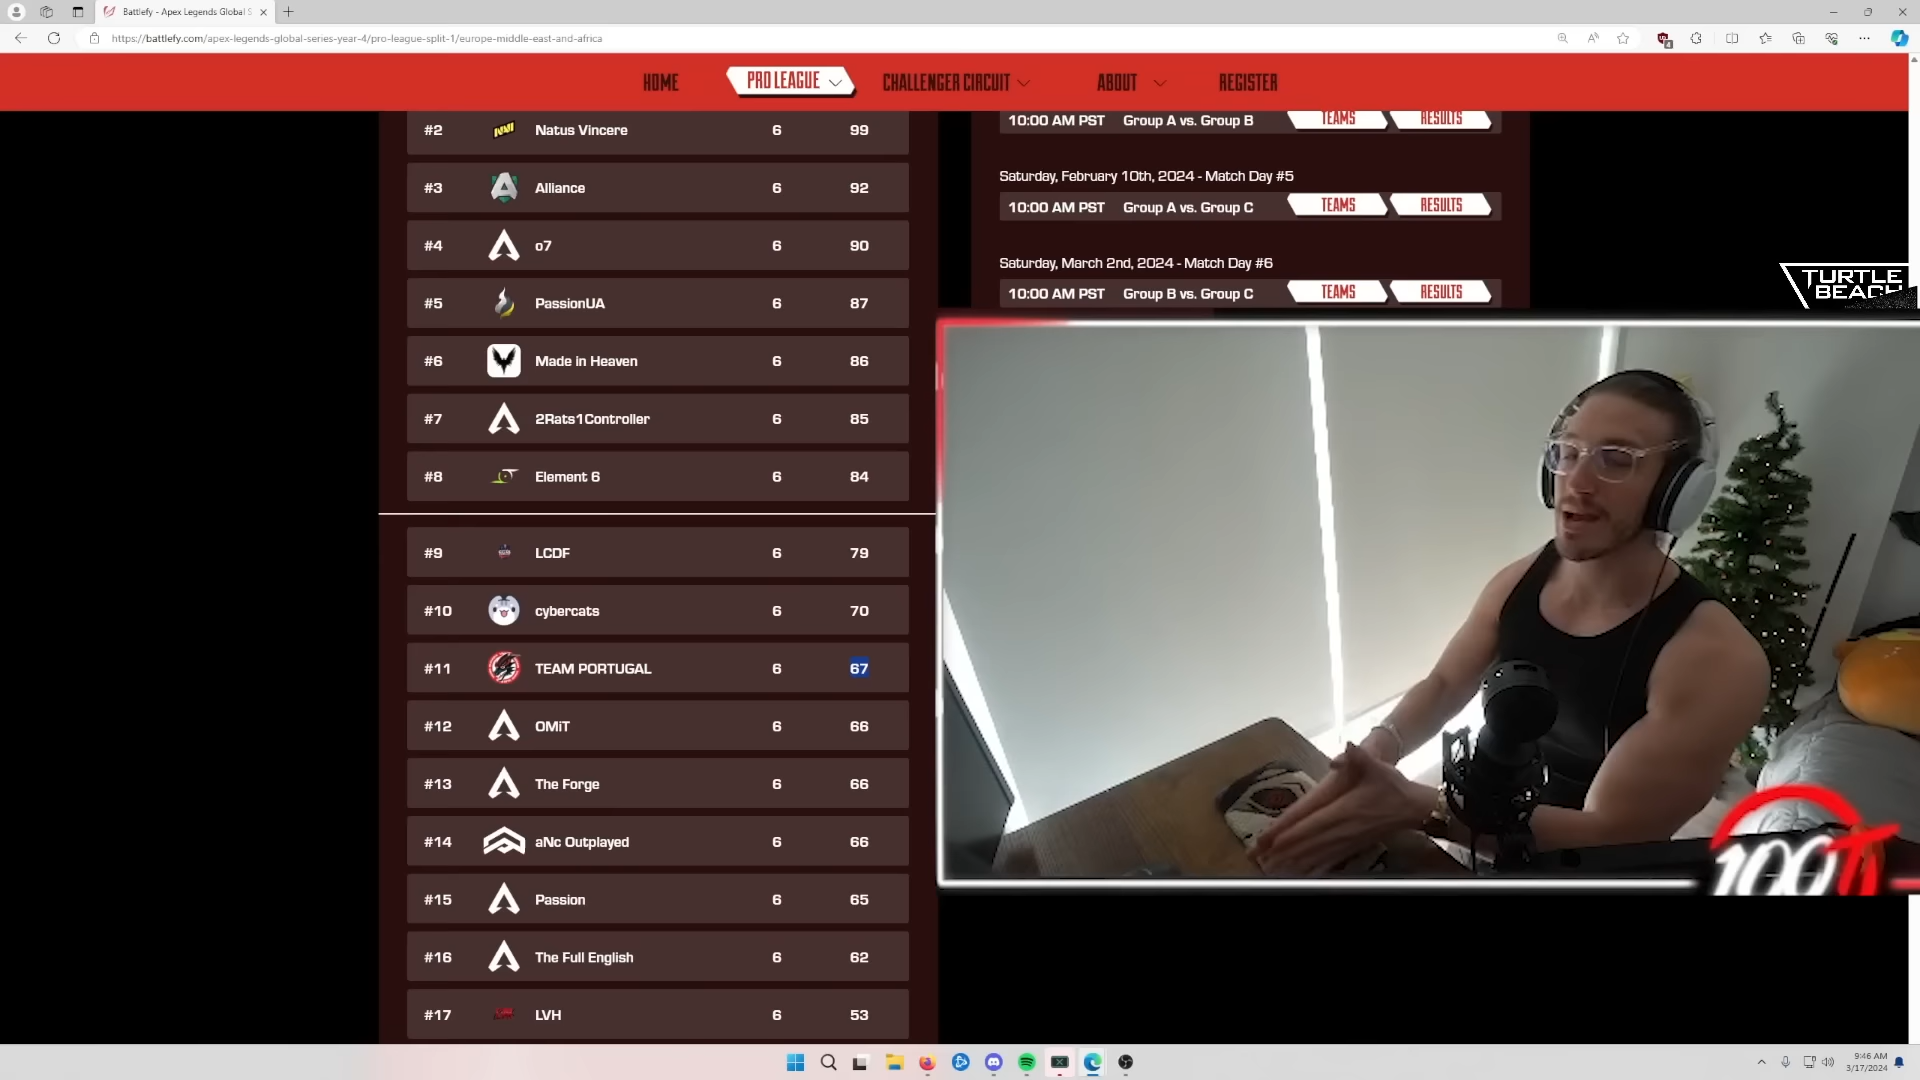 Battlefy - Apex Legends Global S
https://battlefy.com/apex-legends-global-series-year-4/pro-league-split-1/europe-middle-east-and-africa
4
HOME PRO LEAGUE CHALLENGER CIRCUIT ABOUT REGISTER
#2 Natus Vincere 6 99
#3 Alliance 6 92
#4 o7 6 90
#5 PassionUA 6 87
#6 Made in Heaven 6 86
#7 2Rats1Controller 6 85
#8 Element 6 6 84
#9 LCDF 6 79
#10 cybercats 6 70
#11 TEAM PORTUGAL 6 67
#12 OMiT 6 66
#13 The Forge 6 66
#14 aNc Outplayed 6 66
#15 Passion 6 65
#16 The Full English 6 62
#17 LVH 6 53
10:00 AM PST Group A vs. Group B TEAMS RESULTS
Saturday, February 10th, 2024 - Match Day #5
10:00 AM PST Group A vs. Group C TEAMS RESULTS
Saturday, March 2nd, 2024 - Match Day #6
10:00 AM PST Group B vs. Group C TEAMS RESULTS
TURTLE
BEACH
100T
9:46 AM
3/17/2024